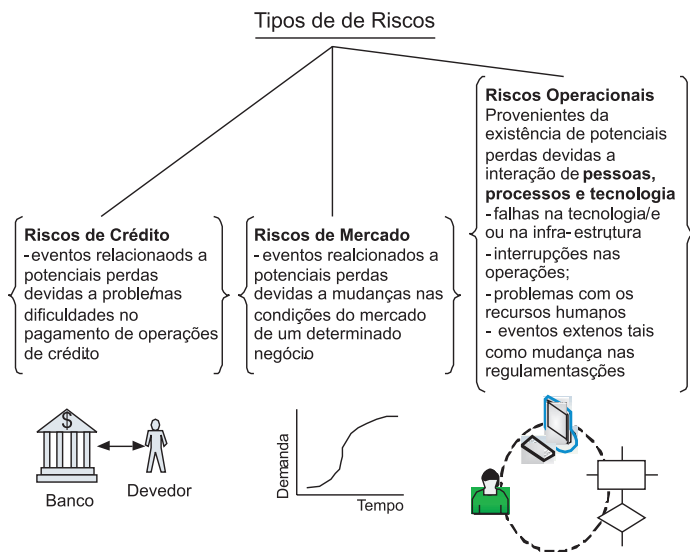 Tipos de de Riscos
Riscos Operacionais
Provenientes da
existência de potenciais
perdas devidas a
interação de pessoas,
processos e tecnologia
-falhas na tecnologia/e
ou na infra-estrutura
-interrupções nas
operações;
-problemas com os
recursos humanos
- eventos extenos tais
como mudança nas
regulamentasções
Riscos de Crédito
-eventos relacionaods a
potenciais perdas
devidas a proble/mas
dificuldades no
pagamento de operações
de crédito
Riscos de Mercado
- eventos realcionados a
potenciais perdas
devidas a mudanças nas
condições do mercado
de um determinado
negócio.
$
Banco
Devedor
Demanda
Tempo